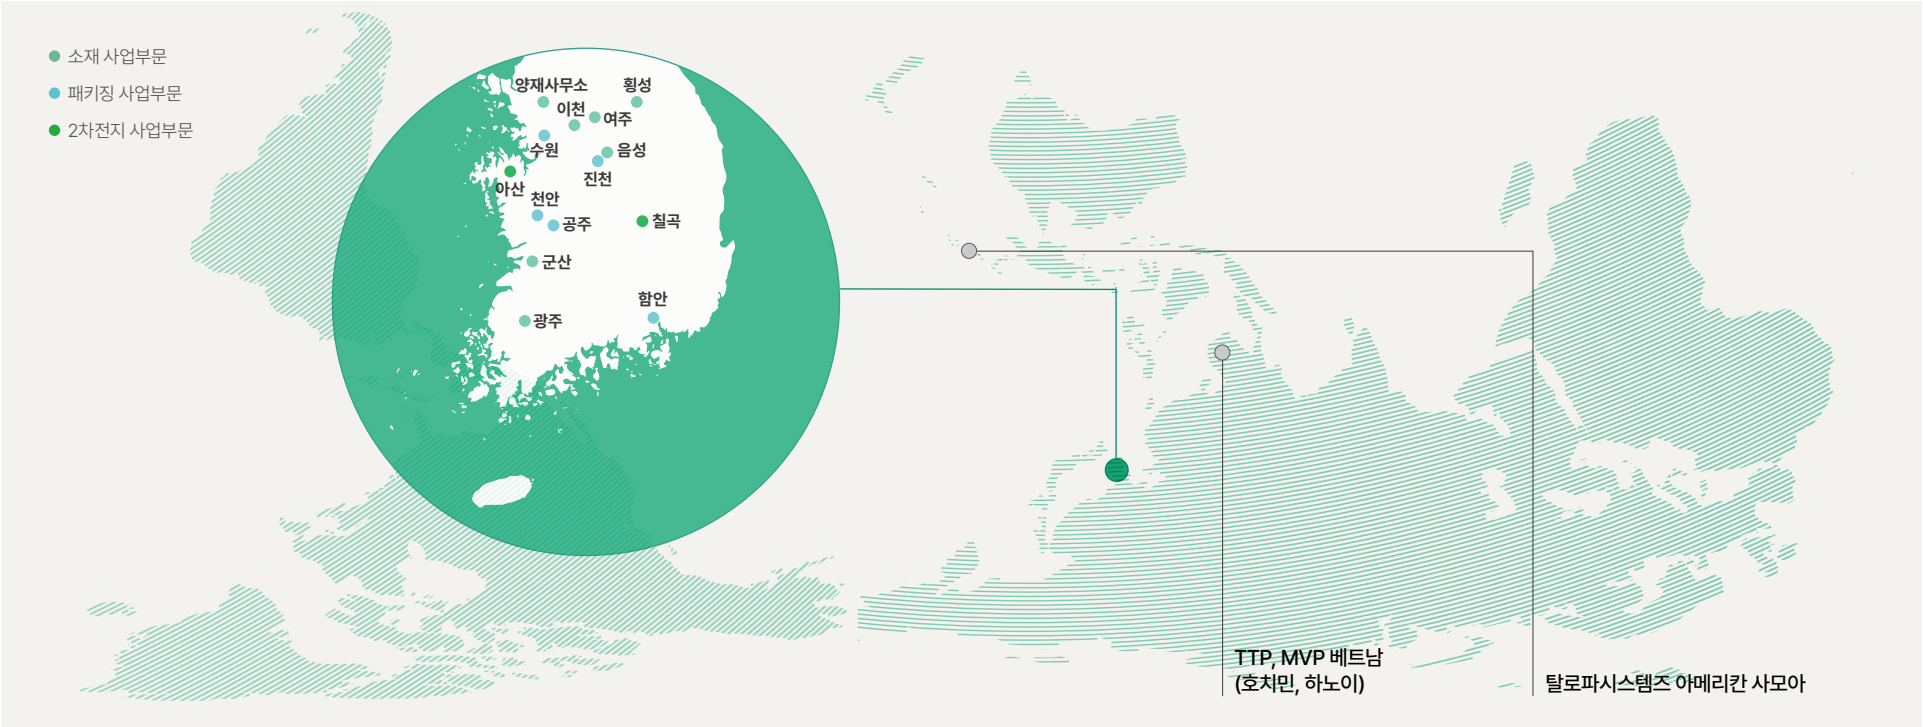 소재 사업부문
패키징 사업부문
2차전지 사업부문
양재사무소
횡성
이천
여주
수원
음성
진천
아산
천안
공주
칠곡
군산
함안
광주
TTP, MVP 베트남
(호치민, 하노이)
탈로파시스템즈 아메리칸 사모아